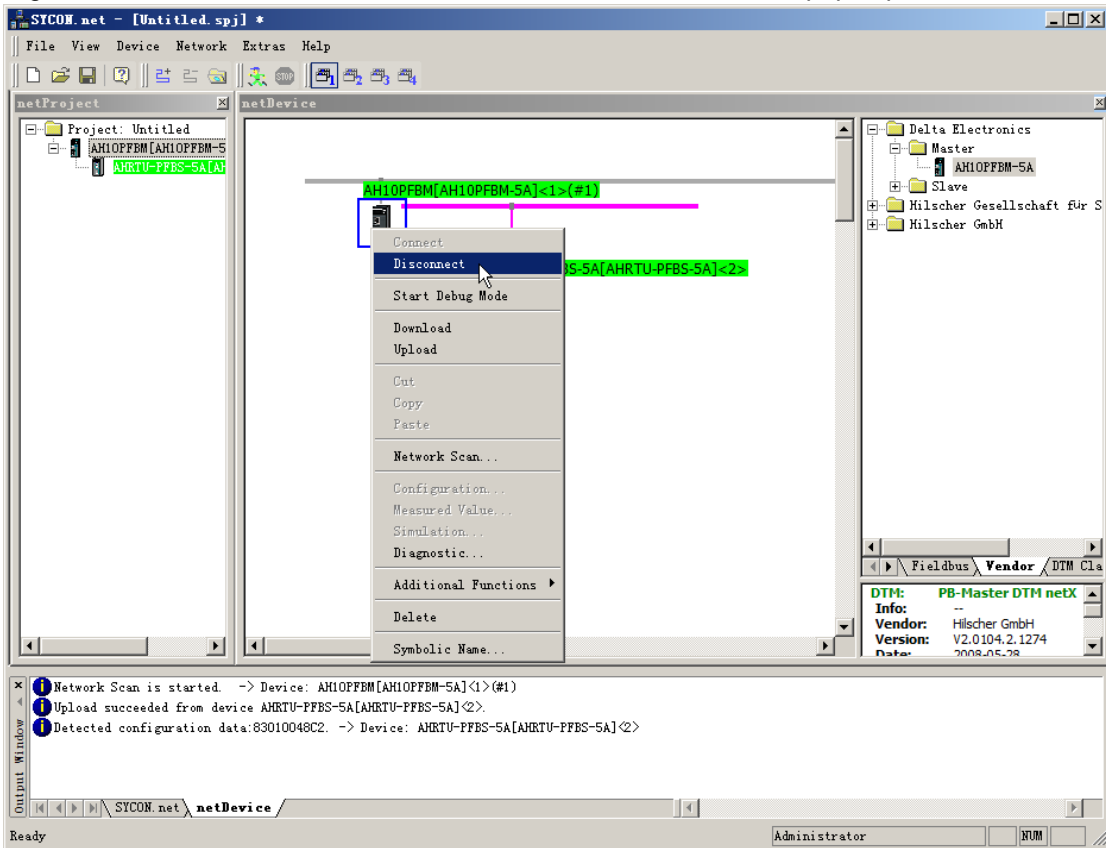 SYCON.net - [Untitled.spj] *
File View Device Network Extras Help
netProject
netDevice
Project: Untitled
AH10PFBM[AH10PFBM-5
AHRTU-PFBS-5A[AH
AH10PFBM[AH10PFBM-5A]<1>(#1)
BS-5A[AHRTU-PFBS-5A]<2>
Connect
Disconnect
Start Debug Mode
Download
Upload
Cut
Copy
Paste
Network Scan...
Configuration...
Measured Value...
Simulation...
Diagnostic...
Additional Functions
Delete
Symbolic Name...
Delta Electronics
Master
AH10PFBM-5A
Slave
Hilscher Gesellschaft für S
Hilscher GmbH
Fieldbus Vendor DTM Cla
DTM: PB-Master DTM netX
Info: --
Vendor: Hilscher GmbH
Version: V2.0104.2.1274
Date: 2008-05-28
Network Scan is started. -> Device: AH10PFBM[AH10PFBM-5A]<1>(#1)
Upload succeeded from device AHRTU-PFBS-5A[AHRTU-PFBS-5A]<2>.
Detected configuration data:83010048C2. -> Device: AHRTU-PFBS-5A[AHRTU-PFBS-5A]<2>
Output Window
SYCON.net netDevice
Ready
Administrator
NUM